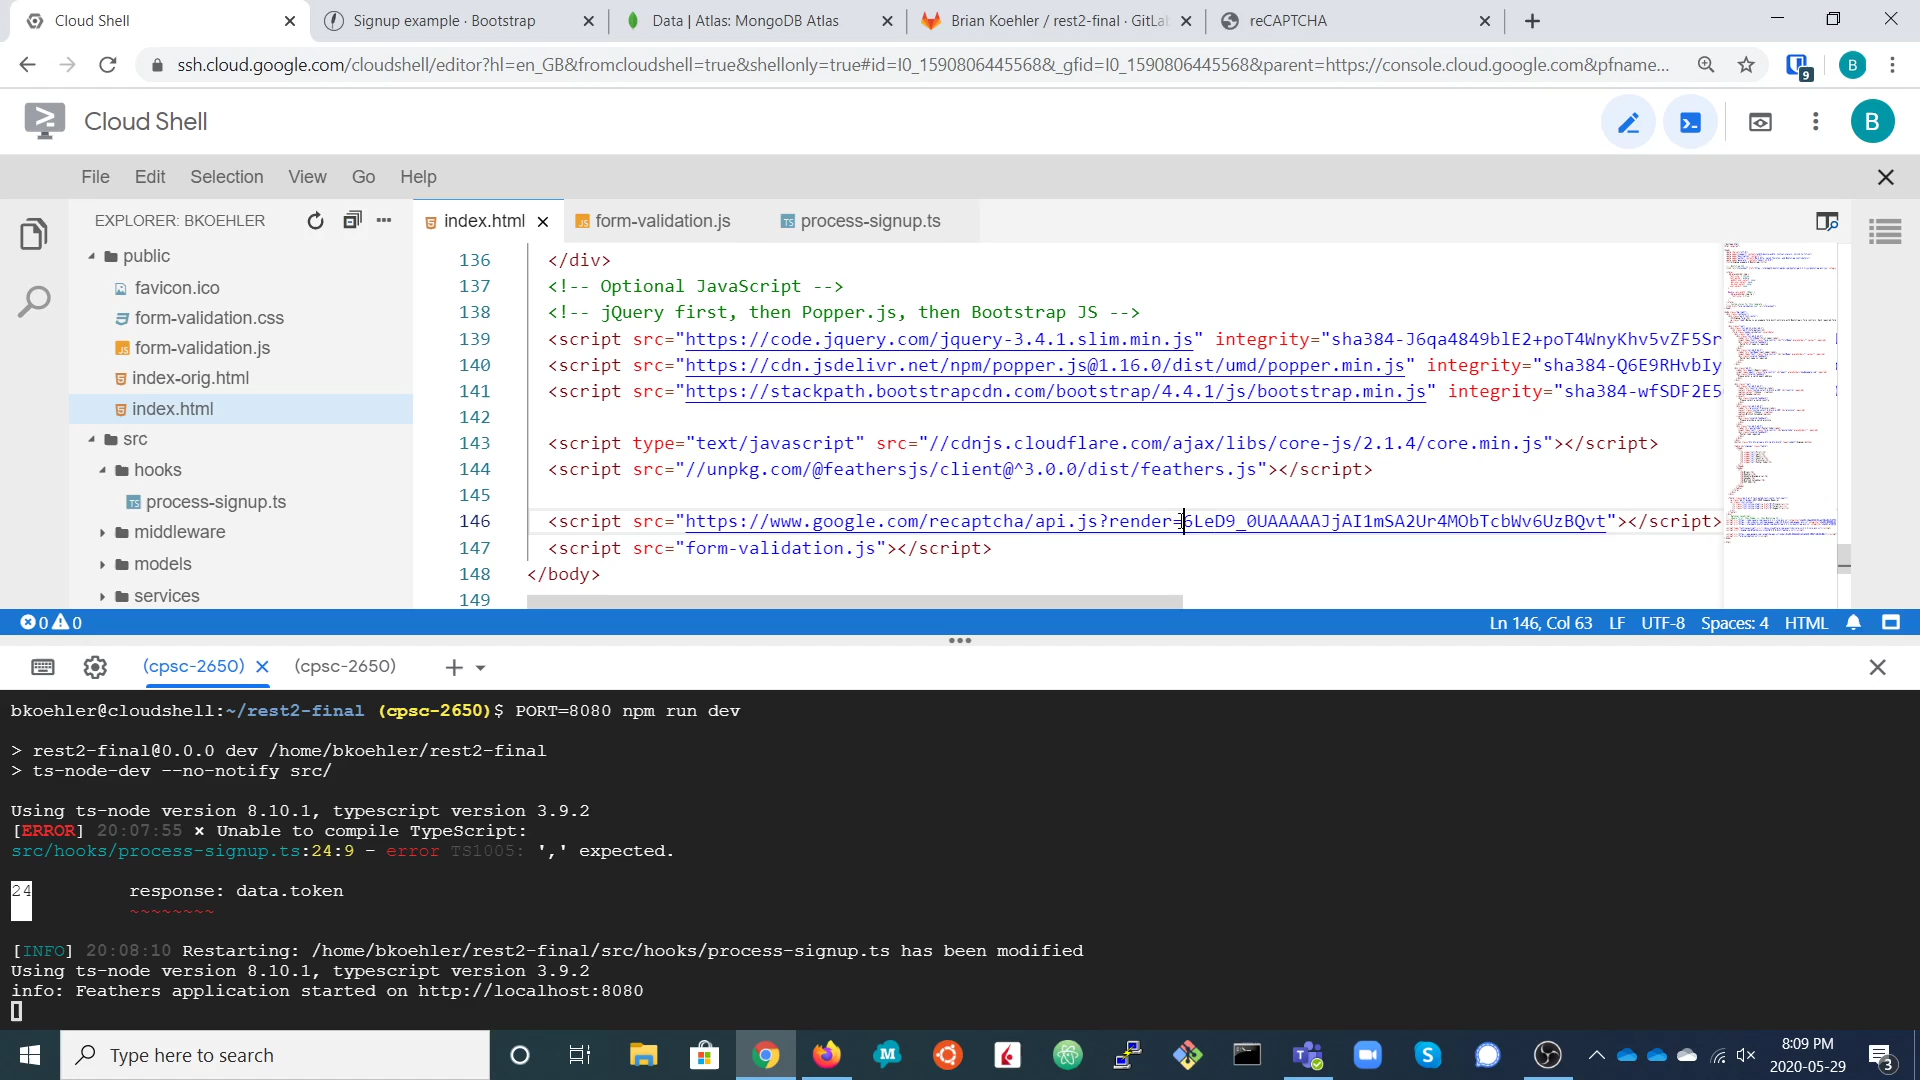 Cloud Shell
Signup example · Bootstrap
Data | Atlas: MongoDB Atlas
Brian Koehler / rest2-final · GitLab
reCAPTCHA
ssh.cloud.google.com/cloudshell/editor?hl=en_GB&fromcloudshell=true&shellonly=true#id=I0_1590806445568&_gfid=I0_1590806445568&parent=https://console.cloud.google.com&pfname...
9
B
Cloud Shell
B
File Edit Selection View Go Help
EXPLORER: BKOEHLER
index.html
form-validation.js
process-signup.ts
public
favicon.ico
form-validation.css
form-validation.js
index-orig.html
index.html
src
hooks
process-signup.ts
middleware
models
services
136 </div>
137 <!-- Optional JavaScript -->
138 <!-- jQuery first, then Popper.js, then Bootstrap JS -->
139 <script src="https://code.jquery.com/jquery-3.4.1.slim.min.js" integrity="sha384-J6qa4849blE2+poT4WnyKhv5vZF5Sr
140 <script src="https://cdn.jsdelivr.net/npm/popper.js@1.16.0/dist/umd/popper.min.js" integrity="sha384-Q6E9RHvbIy
141 <script src="https://stackpath.bootstrapcdn.com/bootstrap/4.4.1/js/bootstrap.min.js" integrity="sha384-wfSDF2E5
142
143 <script type="text/javascript" src="//cdnjs.cloudflare.com/ajax/libs/core-js/2.1.4/core.min.js"></script>
144 <script src="//unpkg.com/@feathersjs/client@^3.0.0/dist/feathers.js"></script>
145
146 <script src="https://www.google.com/recaptcha/api.js?render=6LeD9_0UAAAAAJjAI1mSA2Ur4MObTcbWv6UzBQvt"></script>
147 <script src="form-validation.js"></script>
148 </body>
149
0 0
Ln 146, Col 63 LF UTF-8 Spaces: 4 HTML
(cpsc-2650)
(cpsc-2650)
bkoehler@cloudshell:~/rest2-final (cpsc-2650)$ PORT=8080 npm run dev
> rest2-final@0.0.0 dev /home/bkoehler/rest2-final
> ts-node-dev --no-notify src/
Using ts-node version 8.10.1, typescript version 3.9.2
[ERROR] 20:07:55 × Unable to compile TypeScript:
src/hooks/process-signup.ts:24:9 - error TS1005: ',' expected.
24 response: data.token
~~~~~~~~
[INFO] 20:08:10 Restarting: /home/bkoehler/rest2-final/src/hooks/process-signup.ts has been modified
Using ts-node version 8.10.1, typescript version 3.9.2
info: Feathers application started on http://localhost:8080
Type here to search
8:09 PM
2020-05-29
3